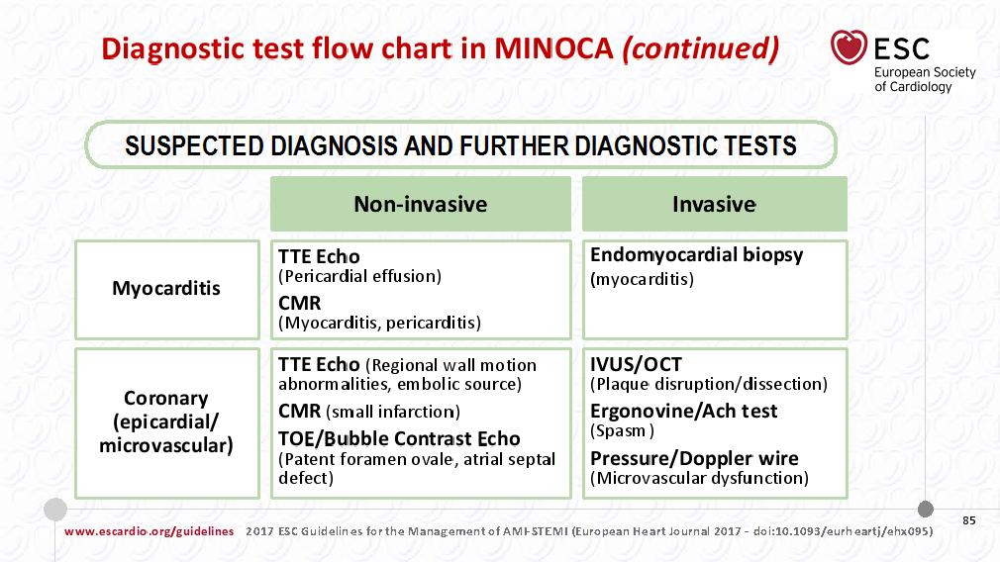 Diagnostic test flow chart in MINOCA (continued)
ESC
European Society
of Cardiology
SUSPECTED DIAGNOSIS AND FURTHER DIAGNOSTIC TESTS
Non-invasive
Invasive
Myocarditis
TTE Echo
(Pericardial effusion)
CMR
(Myocarditis, pericarditis)
Endomyocardial biopsy
(myocarditis)
Coronary
(epicardial/
microvascular)
TTE Echo (Regional wall motion
abnormalities, embolic source)
CMR (small infarction)
TOE/Bubble Contrast Echo
(Patent foramen ovale, atrial septal
defect)
IVUS/OCT
(Plaque disruption/dissection)
Ergonovine/Ach test
(Spasm)
Pressure/Doppler wire
(Microvascular dysfunction)
85
www.escardio.org/guidelines 2017 ESC Guidelines for the Management of AMI-STEMI (European Heart Journal 2017 - doi:10.1093/eurheartj/ehx095)